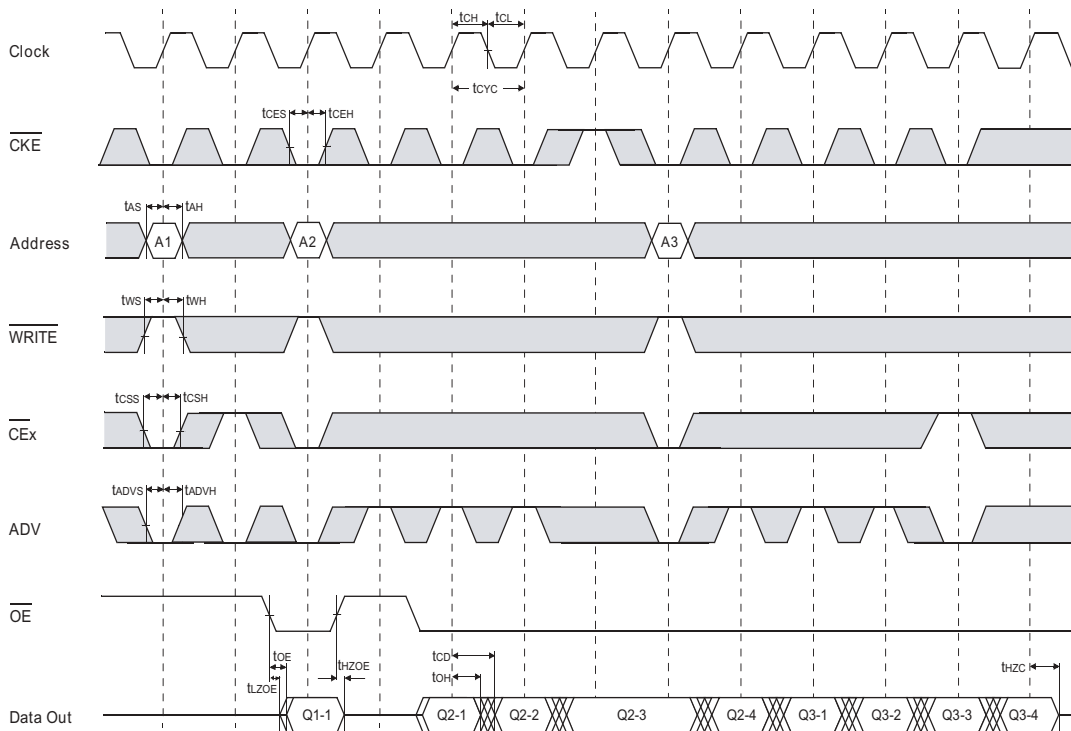 tCH tCL
Clock
tCYC
tCES tCEH
CKE
tAS tAH
Address A1 A2 A3
tWS tWH
WRITE
tCSS tCSH
CEx
tADVS tADVH
ADV
OE
tOE tHZOE tCD tHZC
tLZOE tOH
Data Out Q1-1 Q2-1 Q2-2 Q2-3 Q2-4 Q3-1 Q3-2 Q3-3 Q3-4